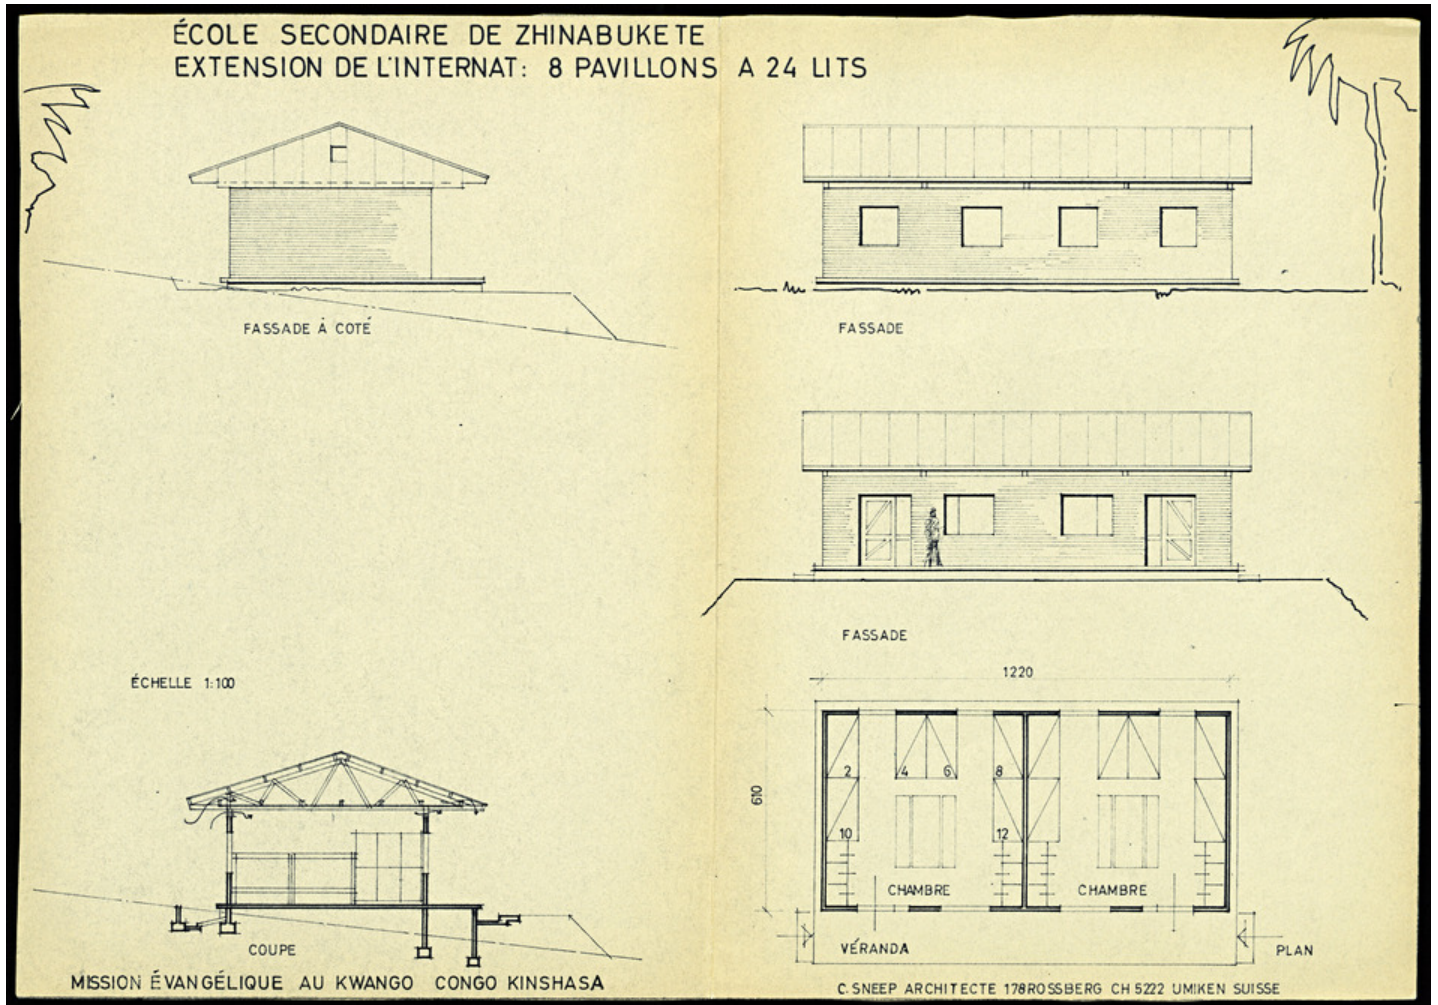 ÉCOLE SECONDAIRE DE ZHINABUKETE
EXTENSION DE L'INTERNAT: 8 PAVILLONS A 24 LITS
FASSADE À COTÉ
FASSADE
FASSADE
ÉCHELLE 1:100
1220
610
2
4
6
8
10
12
CHAMBRE
CHAMBRE
VÉRANDA
PLAN
COUPE
MISSION ÉVANGÉLIQUE AU KWANGO CONGO KINSHASA
C. SNEEP ARCHITECTE 178 ROSSBERG CH 5222 UMIKEN SUISSE